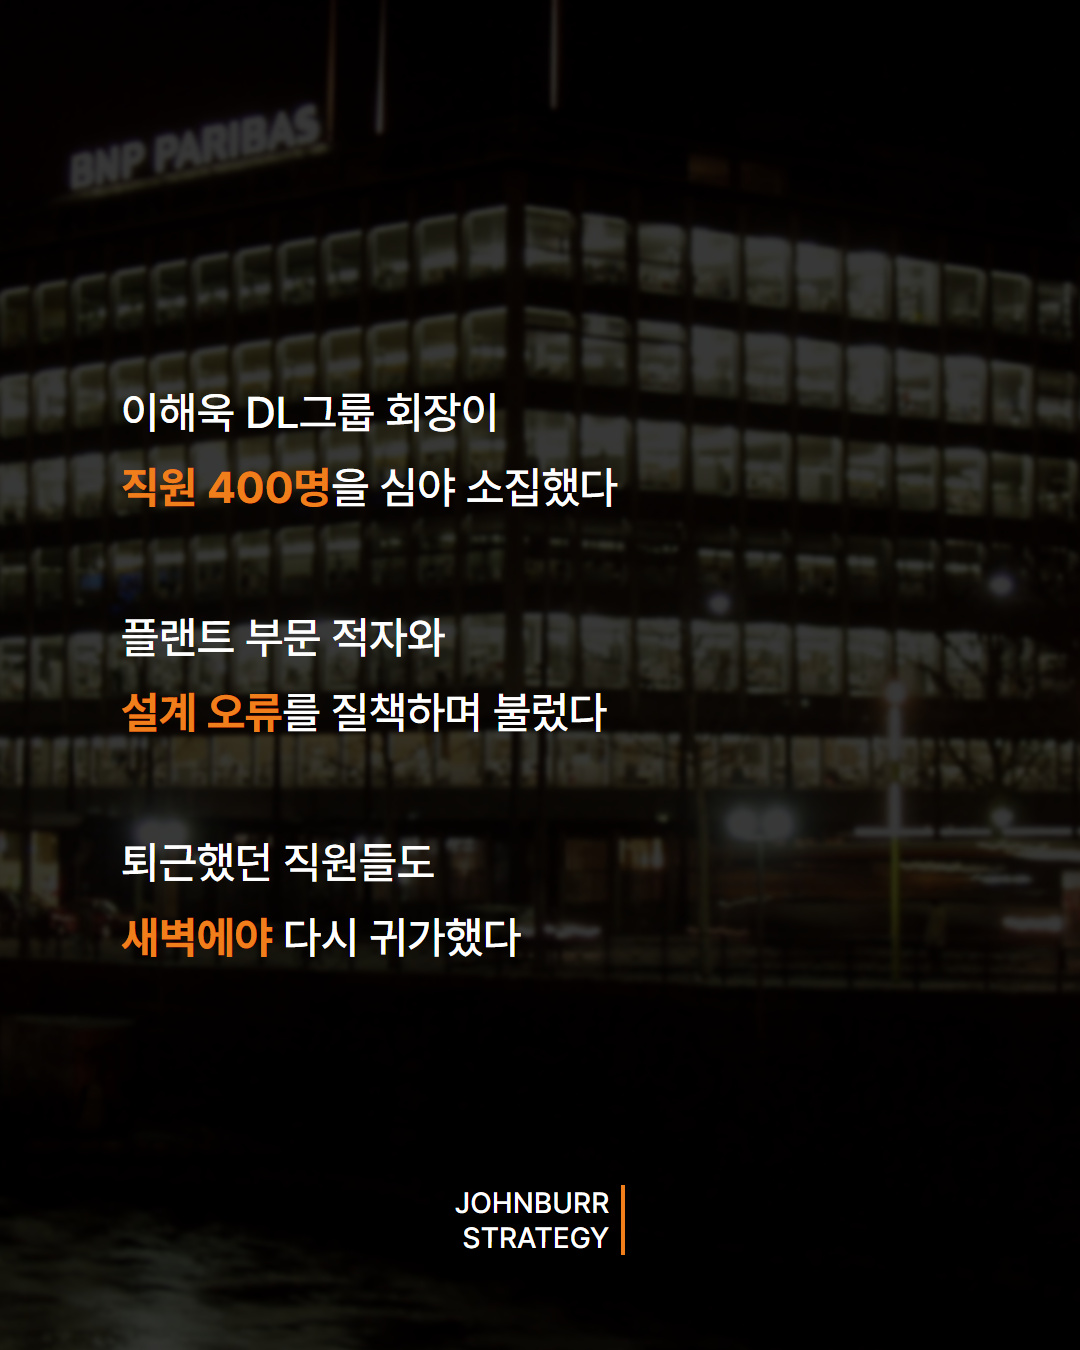 BNP PARIBAS
이해욱 DL그룹 회장이
직원 400명을 심야 소집했다
플랜트 부문 적자와
설계 오류를 질책하며 불렀다
퇴근했던 직원들도
새벽에야 다시 귀가했다
JOHNBURR
STRATEGY